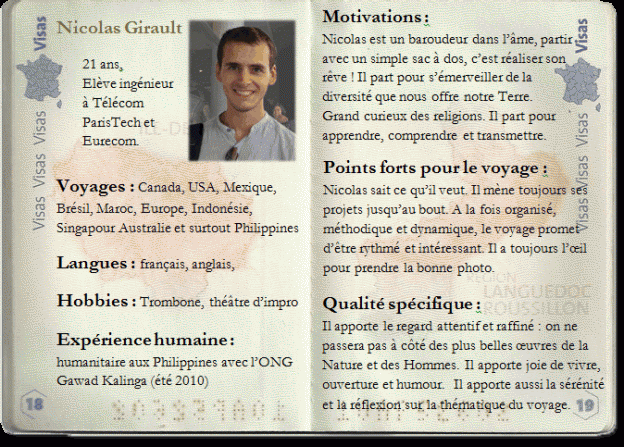 Nicolas Girault
Visas
21 ans,
Elève ingénieur
à Télécom
ParisTech et
Eurecom.
Visas Visas Visas
Voyages : Canada, USA, Mexique,
Brésil, Maroc, Europe, Indonésie,
Singapour Australie et surtout Philippines
Langues : français, anglais,
Hobbies : Trombone, théâtre d'impro
Expérience humaine :
humanitaire aux Philippines avec l'ONG
Gawad Kalinga (été 2010)
18
Motivations :
Nicolas est un baroudeur dans l'âme, partir
avec un simple sac à dos, c'est réaliser son
rêve ! Il part pour s'émerveiller de la
diversité que nous offre notre Terre.
Grand curieux des religions. Il part pour
apprendre, comprendre et transmettre.
Visas
Points forts pour le voyage :
Nicolas sait ce qu'il veut. Il mène toujours ses
projets jusqu'au bout. A la fois organisé,
méthodique et dynamique, le voyage promet
d'être rythmé et intéressant. Il a toujours l'œil
pour prendre la bonne photo.
Visas Visas Visas
RÉGION
LANGUEDOC
ROUSSILLON
Qualité spécifique :
Il apporte le regard attentif et raffiné : on ne
passera pas à côté des plus belles œuvres de la
Nature et des Hommes. Il apporte joie de vivre,
ouverture et humour. Il apporte aussi la sérénité
et la réflexion sur la thématique du voyage.
19